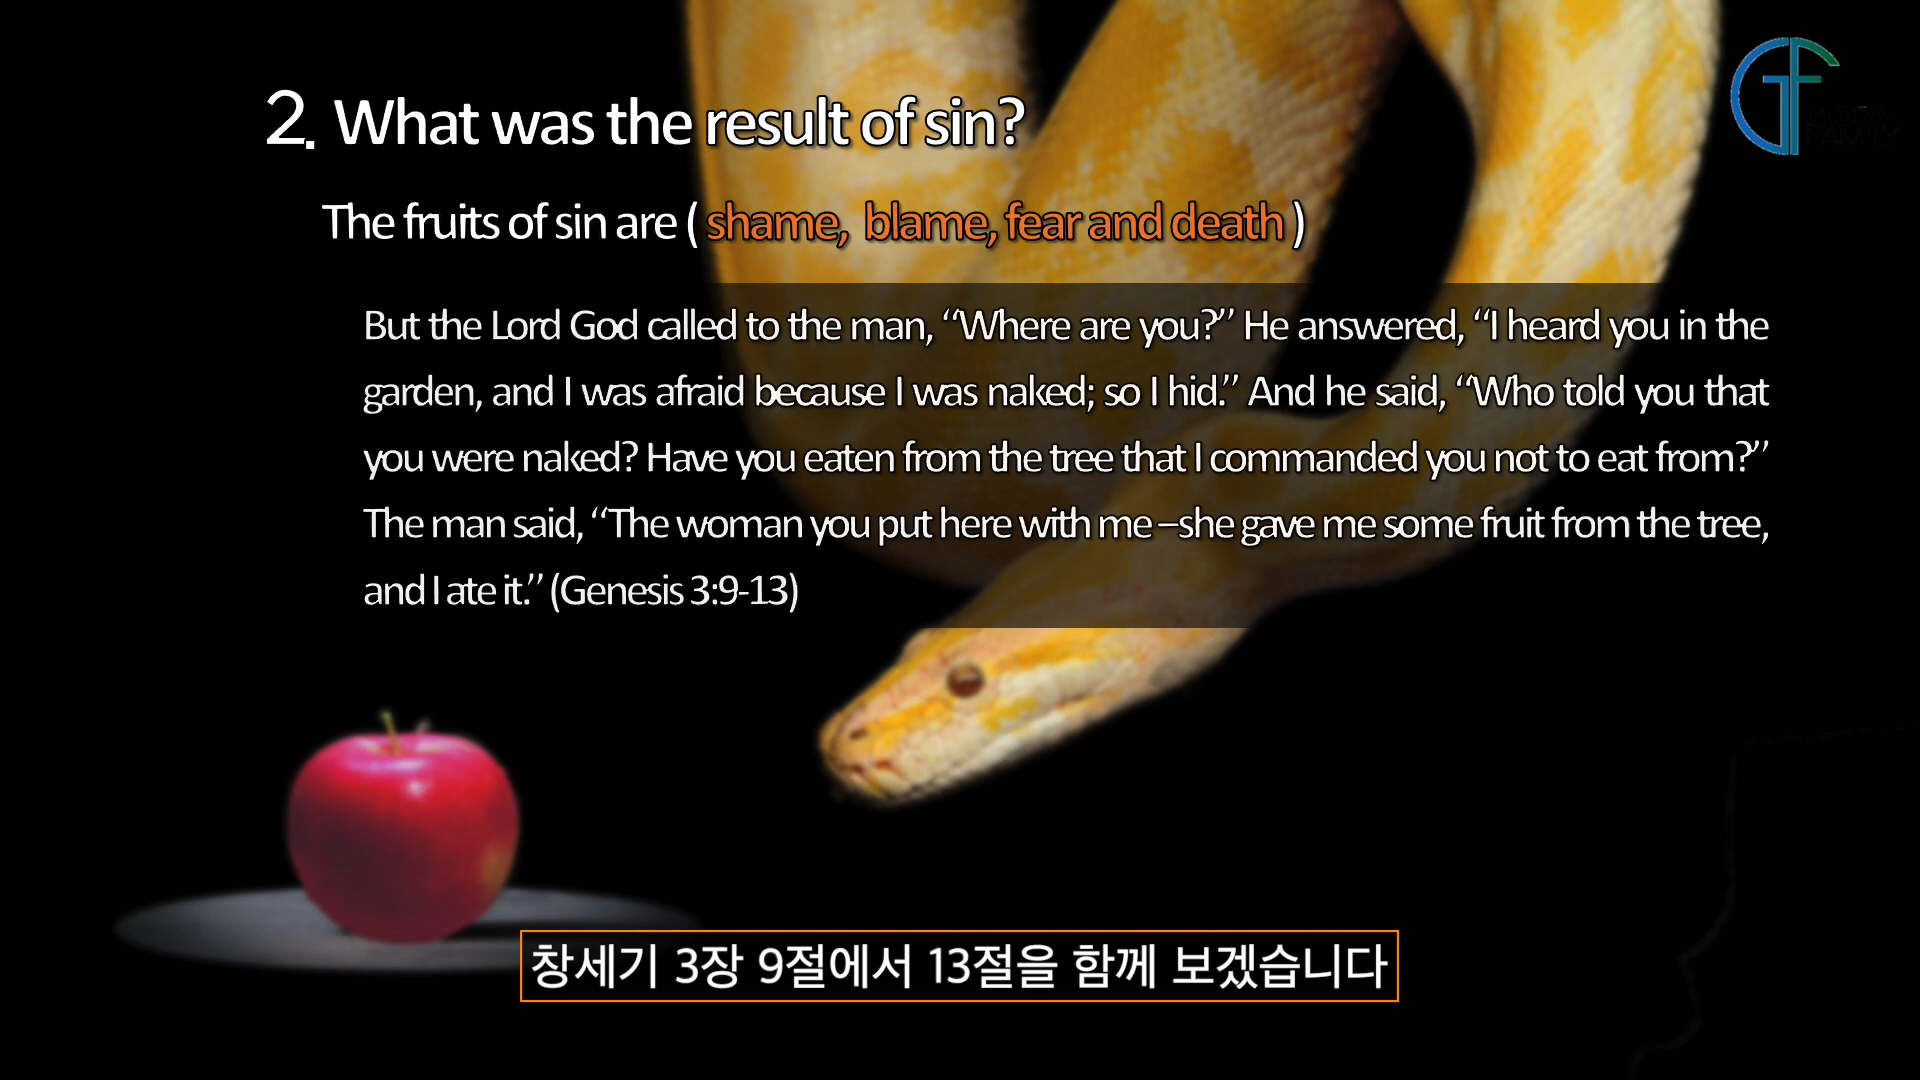 2. What was the result of sin?
The fruits of sin are ( shame, blame, fear and death )
But the Lord God called to the man, “Where are you?” He answered, “I heard you in the
garden, and I was afraid because I was naked; so I hid.” And he said, “Who told you that
you were naked? Have you eaten from the tree that I commanded you not to eat from?”
The man said, “The woman you put here with me –she gave me some fruit from the tree,
and I ate it.” (Genesis 3:9-13)
창세기 3장 9절에서 13절을 함께 보겠습니다